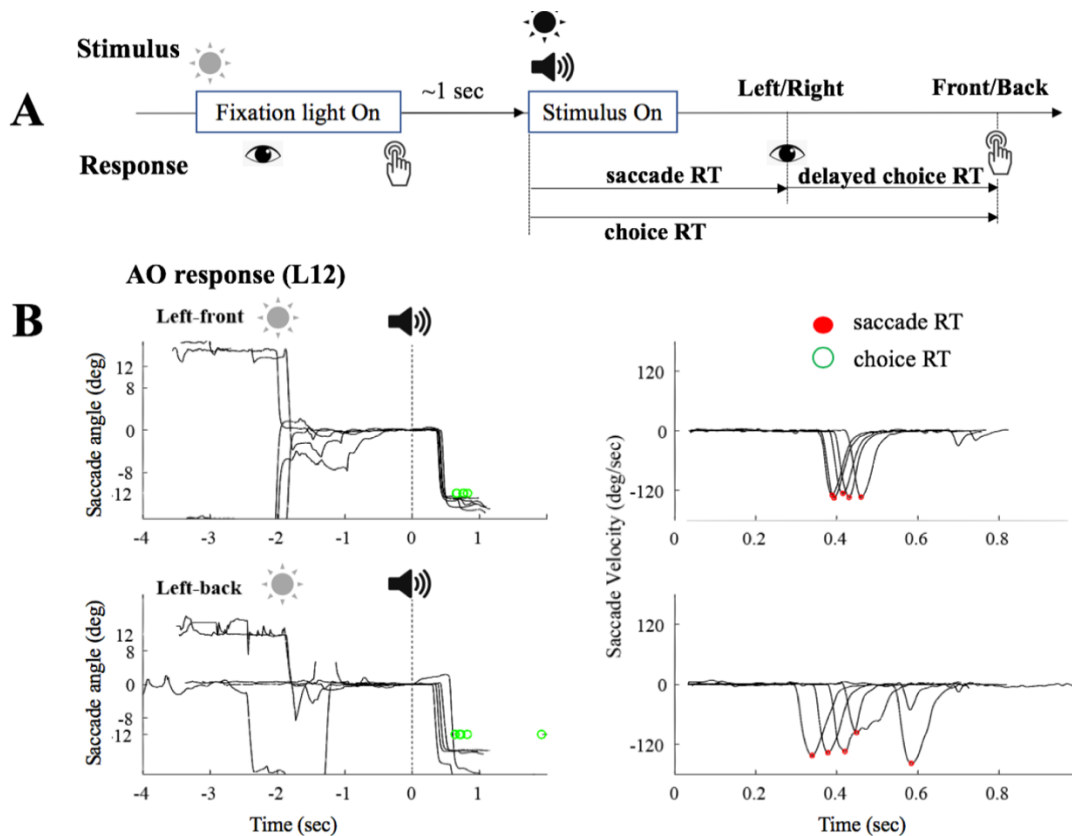 Stimulus
A
Fixation light On
~1 sec
Stimulus On
Left/Right
Front/Back
Response
saccade RT
delayed choice RT
choice RT
AO response (L12)
B
Left-front
saccade RT
choice RT
Saccade angle (deg)
12
8
0
-8
-12
-4 -3 -2 -1 0 1
Saccade Velocity (deg/sec)
120
0
-120
0 0.2 0.4 0.6 0.8
Left-back
Saccade angle (deg)
12
8
0
-8
-12
-4 -3 -2 -1 0 1
Time (sec)
120
0
-120
0 0.2 0.4 0.6 0.8
Time (sec)